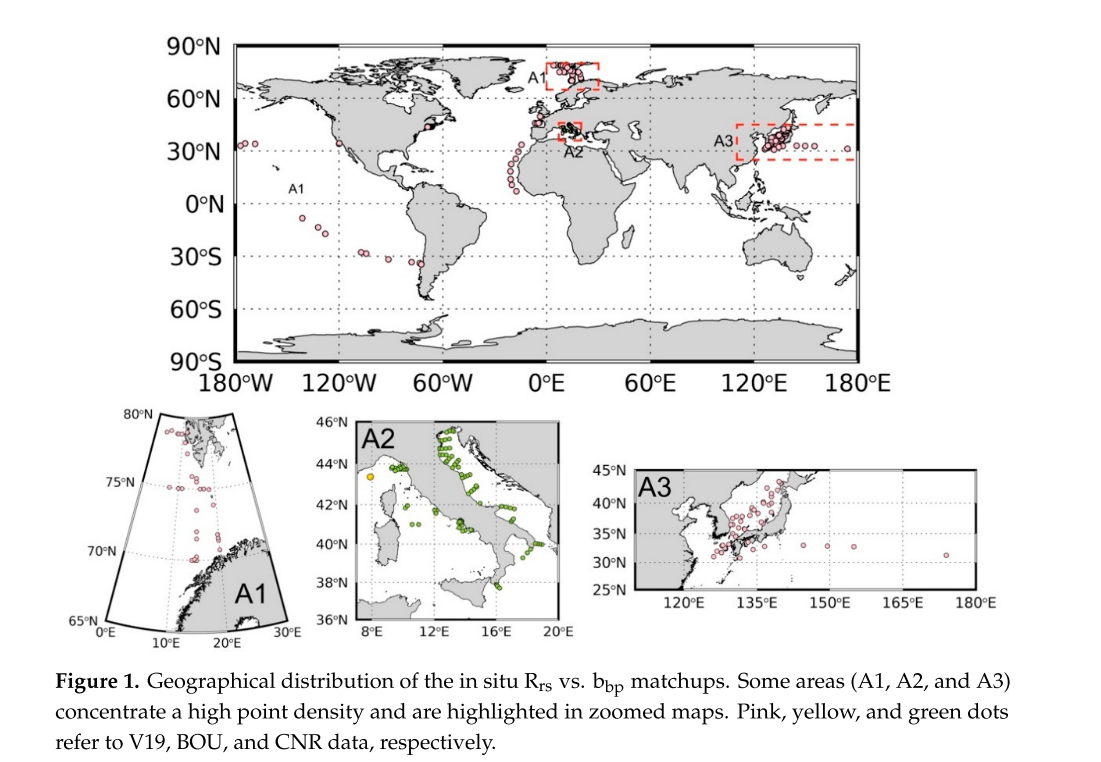 90°N
60°N
30°N
0°N
30°S
60°S
90°S
180°W 120°W 60°W 0°E 60°E 120°E 180°E
A1
A2
A3
A1
80°N
75°N
70°N
65°N
0°E 10°E 20°E 30°E
A1
46°N
44°N
42°N
40°N
38°N
36°N
8°E 12°E 16°E 20°E
A2
45°N
40°N
35°N
30°N
25°N
120°E 135°E 150°E 165°E 180°E
A3
Figure 1. Geographical distribution of the in situ Rrs vs. bbp matchups. Some areas (A1, A2, and A3)
concentrate a high point density and are highlighted in zoomed maps. Pink, yellow, and green dots
refer to V19, BOU, and CNR data, respectively.